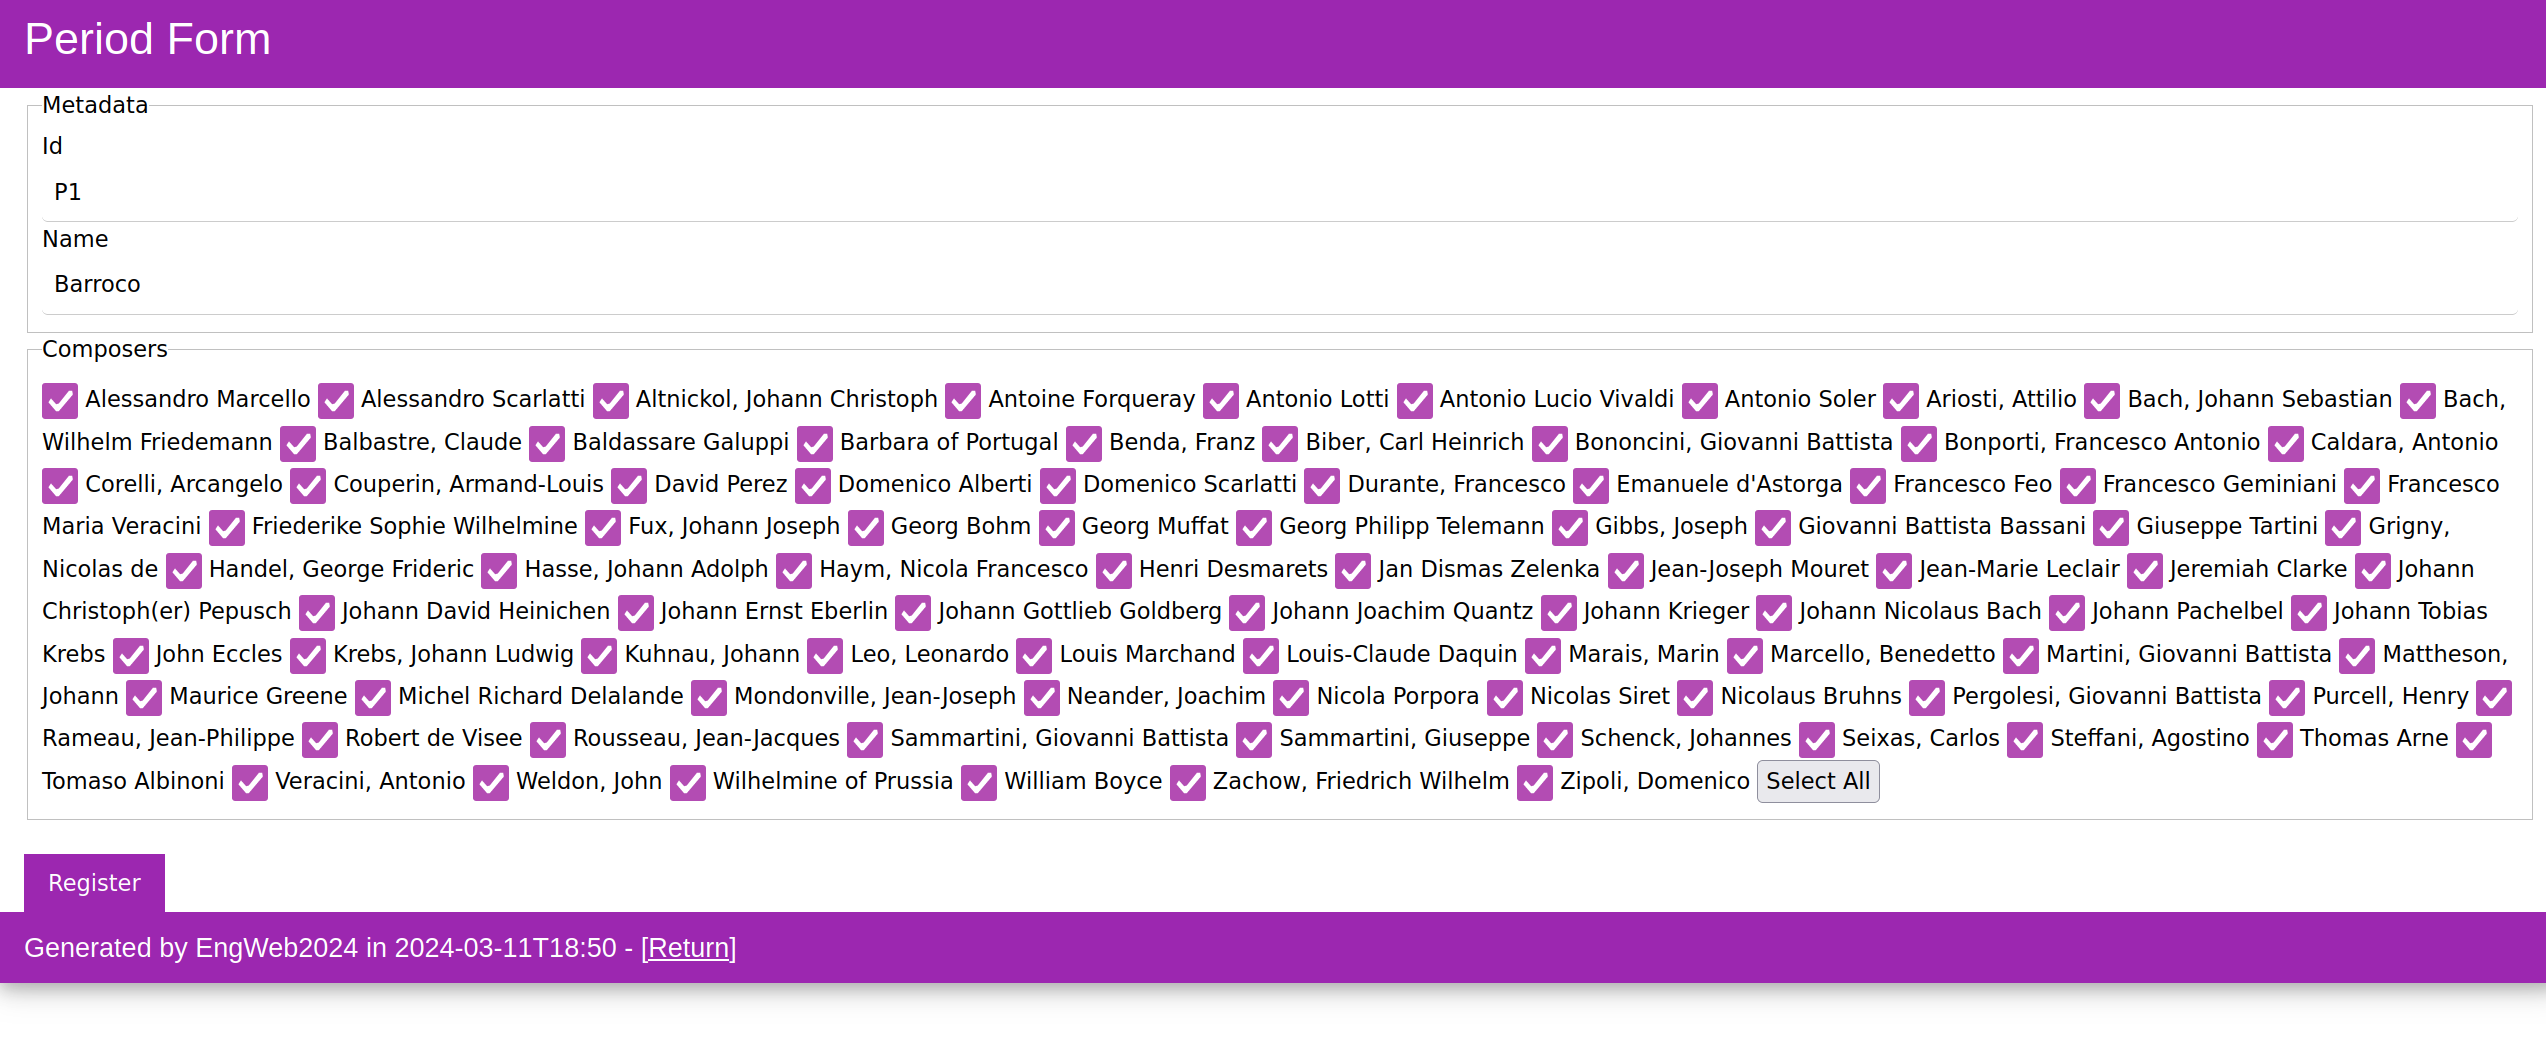 Period Form
Metadata
Id
P1
Name
Barroco
Composers
Alessandro Marcello Alessandro Scarlatti Altnickol, Johann Christoph Antoine Forqueray Antonio Lotti Antonio Lucio Vivaldi Antonio Soler Ariosti, Attilio Bach, Johann Sebastian Bach,
Wilhelm Friedemann Balbastre, Claude Baldassare Galuppi Barbara of Portugal Benda, Franz Biber, Carl Heinrich Bononcini, Giovanni Battista Bonporti, Francesco Antonio Caldara, Antonio
Corelli, Arcangelo Couperin, Armand-Louis David Perez Domenico Alberti Domenico Scarlatti Durante, Francesco Emanuele d'Astorga Francesco Feo Francesco Geminiani Francesco
Maria Veracini Friederike Sophie Wilhelmine Fux, Johann Joseph Georg Bohm Georg Muffat Georg Philipp Telemann Gibbs, Joseph Giovanni Battista Bassani Giuseppe Tartini Grigny,
Nicolas de Handel, George Frideric Hasse, Johann Adolph Haym, Nicola Francesco Henri Desmarets Jan Dismas Zelenka Jean-Joseph Mouret Jean-Marie Leclair Jeremiah Clarke Johann
Christoph(er) Pepusch Johann David Heinichen Johann Ernst Eberlin Johann Gottlieb Goldberg Johann Joachim Quantz Johann Krieger Johann Nicolaus Bach Johann Pachelbel Johann Tobias
Krebs John Eccles Krebs, Johann Ludwig Kuhnau, Johann Leo, Leonardo Louis Marchand Louis-Claude Daquin Marais, Marin Marcello, Benedetto Martini, Giovanni Battista Mattheson,
Johann Maurice Greene Michel Richard Delalande Mondonville, Jean-Joseph Neander, Joachim Nicola Porpora Nicolas Siret Nicolaus Bruhns Pergolesi, Giovanni Battista Purcell, Henry
Rameau, Jean-Philippe Robert de Visee Rousseau, Jean-Jacques Sammartini, Giovanni Battista Sammartini, Giuseppe Schenck, Johannes Seixas, Carlos Steffani, Agostino Thomas Arne
Tomaso Albinoni Veracini, Antonio Weldon, John Wilhelmine of Prussia William Boyce Zachow, Friedrich Wilhelm Zipoli, Domenico Select All
Register
Generated by EngWeb2024 in 2024-03-11T18:50 - [Return]